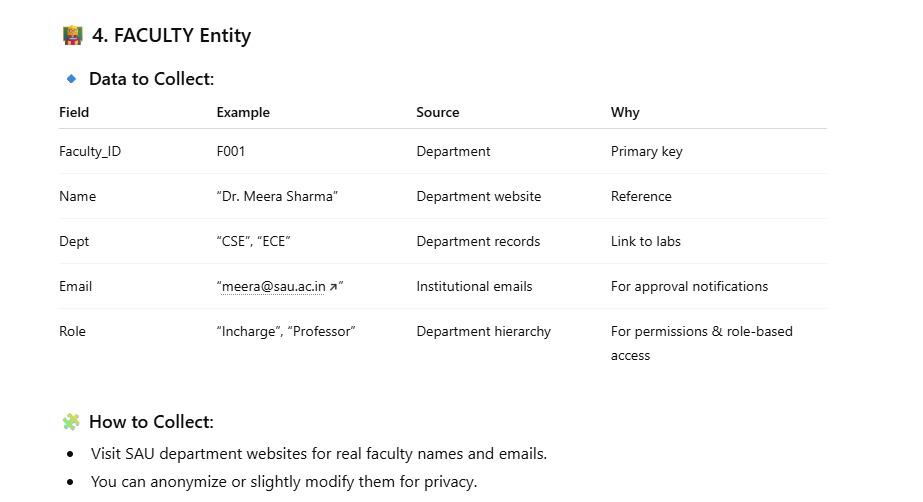 4. FACULTY Entity
Data to Collect:
Field Example Source Why
Faculty_ID F001 Department Primary key
Name “Dr. Meera Sharma” Department website Reference
Dept “CSE”, “ECE” Department records Link to labs
Email “meera@sau.ac.in ↗” Institutional emails For approval notifications
Role “Incharge”, “Professor” Department hierarchy For permissions & role-based
access
How to Collect:
• Visit SAU department websites for real faculty names and emails.
• You can anonymize or slightly modify them for privacy.